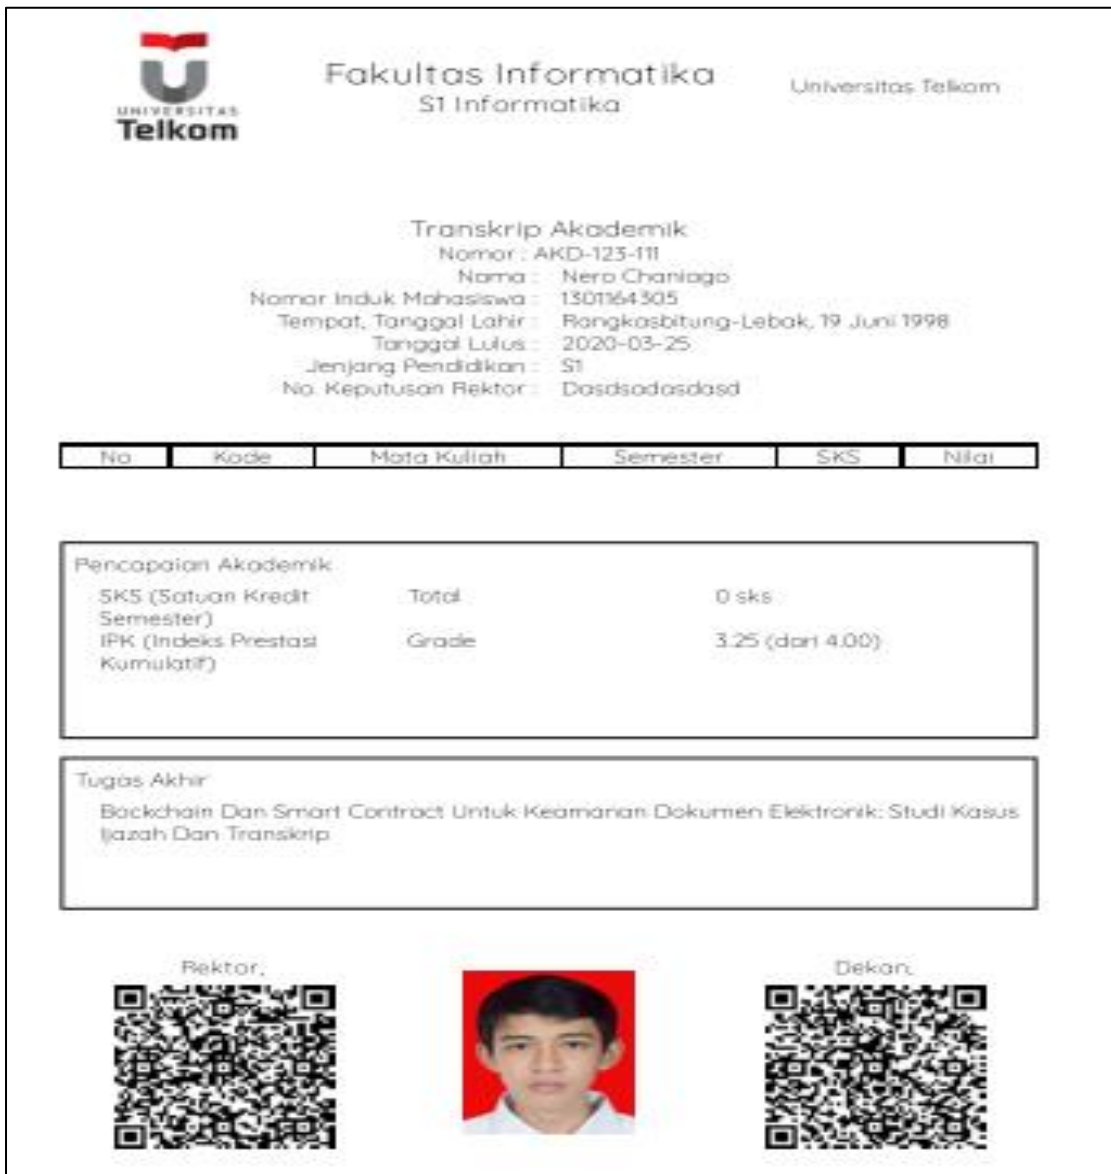 UNIVERSITAS
Telkom
Fakultas Informatika
S1 Informatika
Universitas Telkom
Transkrip Akademik
Nomor : AKD-123-111
Nama : Nero Chaniago
Nomor Induk Mahasiswa : 1301164305
Tempat, Tanggal Lahir : Rangkasbitung-Lebak, 19 Juni 1998
Tanggal Lulus : 2020-03-25
Jenjang Pendidikan : S1
No. Keputusan Rektor : Dasdsadasdasd
No Kode Mata Kuliah Semester SKS Nilai
Pencapaian Akademik
SKS (Satuan Kredit Semester) Total 0 sks
IPK (Indeks Prestasi Kumulatif) Grade 3.25 (dari 4.00)
Tugas Akhir
Bockchain Dan Smart Contract Untuk Keamanan Dokumen Elektronik: Studi Kasus
Ijazah Dan Transkrip
Rektor,
Dekan,